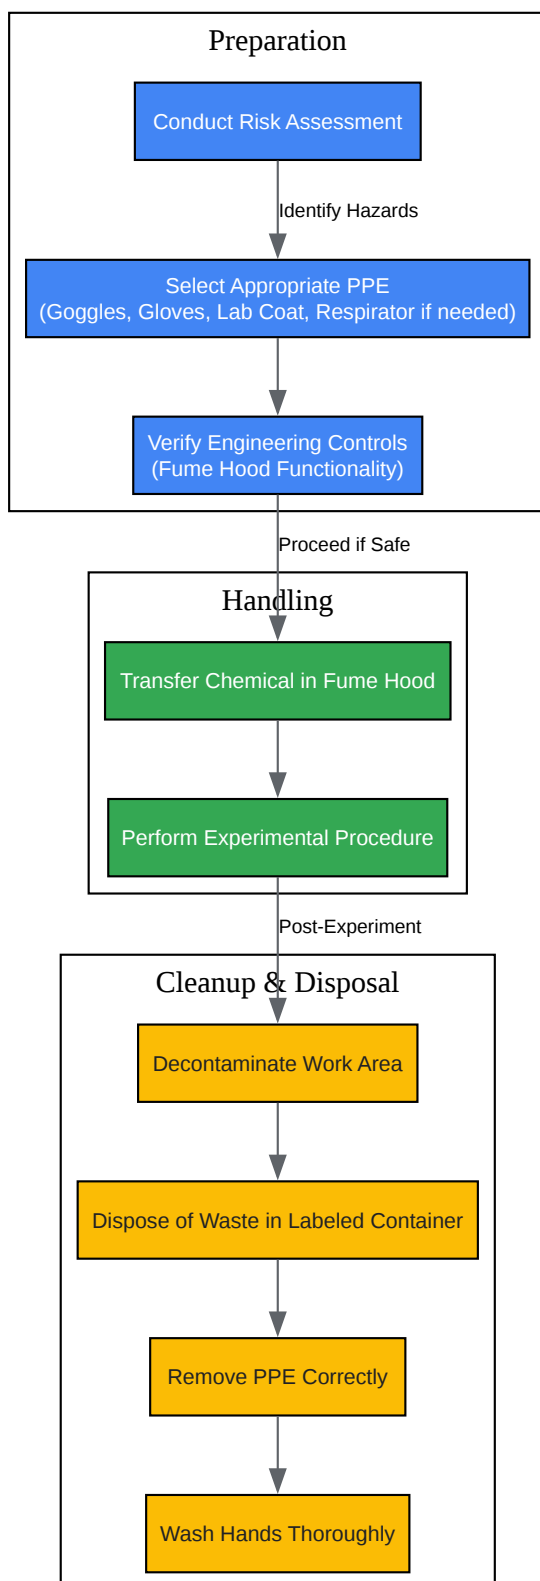 Preparation
Conduct Risk Assessment
Identify Hazards
Select Appropriate PPE
(Goggles, Gloves, Lab Coat, Respirator if needed)
Verify Engineering Controls
(Fume Hood Functionality)
Proceed if Safe
Handling
Transfer Chemical in Fume Hood
Perform Experimental Procedure
Post-Experiment
Cleanup & Disposal
Decontaminate Work Area
Dispose of Waste in Labeled Container
Remove PPE Correctly
Wash Hands Thoroughly